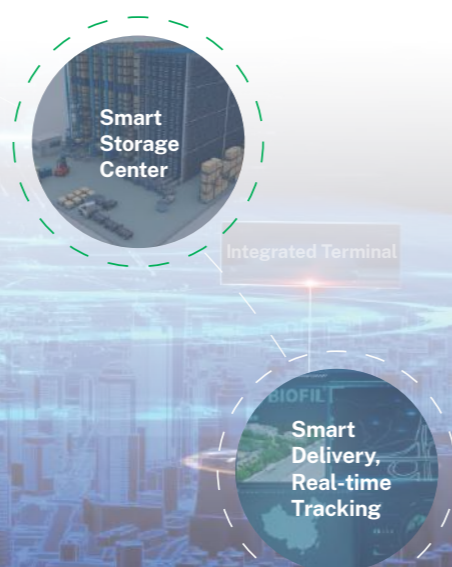 Smart
Storage
Center
Integrated Terminal
BIOFIL
Smart
Delivery,
Real-time
Tracking